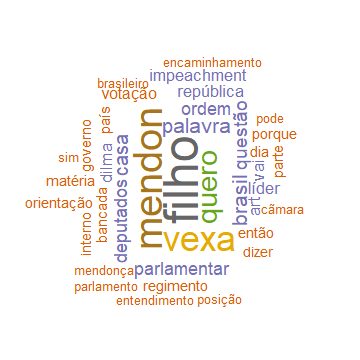 encaminhamento
brasileiro
impeachment
votação
república
ordem
palavra
país
governo
sim
dilma
casa
deputados
mendon
filho
quero
brasil
questão
pode
porque
dia
vai
parte
matéria
líder
art
orientação
bancada
interno
câmara
vexa
então
dizer
mendonça
parlamentar
parlamento
regimento
entendimento
posição